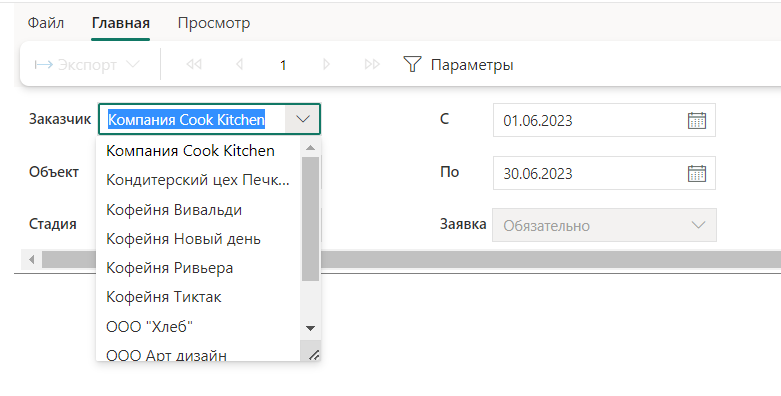 Файл Главная Просмотр
Экспорт 1 Параметры
Заказчик Компания Cook Kitchen С 01.06.2023
Компания Cook Kitchen
Объект Кондитерский цех Печк... По 30.06.2023
Кофейня Вивальди
Стадия Заявка Обязательно
Кофейня Новый день
Кофейня Ривьера
Кофейня Тиктак
ООО "Хлеб"
ООО Арт дизайн